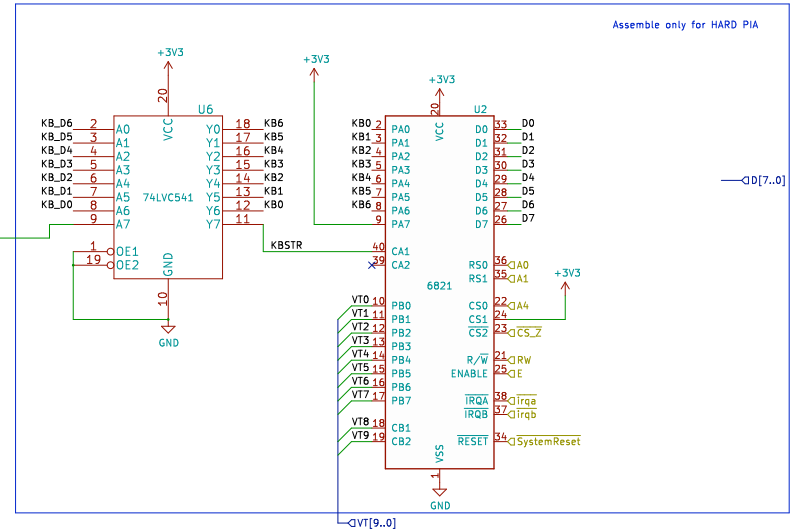 Assemble only for HARD PIA
+3V3
+3V3
+3V3
20 VCC U6
20 VCC U2
KB_D6 2 A0 Y0 18 KB6
KB_D5 3 A1 Y1 17 KB5
KB_D4 4 A2 Y2 16 KB4
KB_D3 5 A3 Y3 15 KB3
KB_D2 6 A4 Y4 14 KB2
KB_D1 7 A5 Y5 13 KB1
KB_D0 8 A6 Y6 12 KB0
9 A7 Y7 11
74LVC541
1 OE1
19 OE2
GND
10
GND
KBSTR
KB0 2 PA0 D0 33 D0
KB1 3 PA1 D1 32 D1
KB2 4 PA2 D2 31 D2
KB3 5 PA3 D3 30 D3
KB4 6 PA4 D4 29 D4
KB5 7 PA5 D5 28 D5
KB6 8 PA6 D6 27 D6
9 PA7 D7 26 D7
D[7..0]
40 CA1
39 CA2 RS0 36 A0
RS1 35 A1
6821
+3V3
VT0 10 PB0 CS0 22 A4
VT1 11 PB1 CS1 24
VT2 12 PB2 CS2 23 CS_Z
VT3 13 PB3
VT4 14 PB4 R/W 21 RW
VT5 15 PB5 ENABLE 25 E
VT6 16 PB6
VT7 17 PB7 IRQA 38 irqa
IRQB 37 irqb
VT8 18 CB1
VT9 19 CB2 RESET 34 SystemReset
VSS
1
GND
VT[9..0]